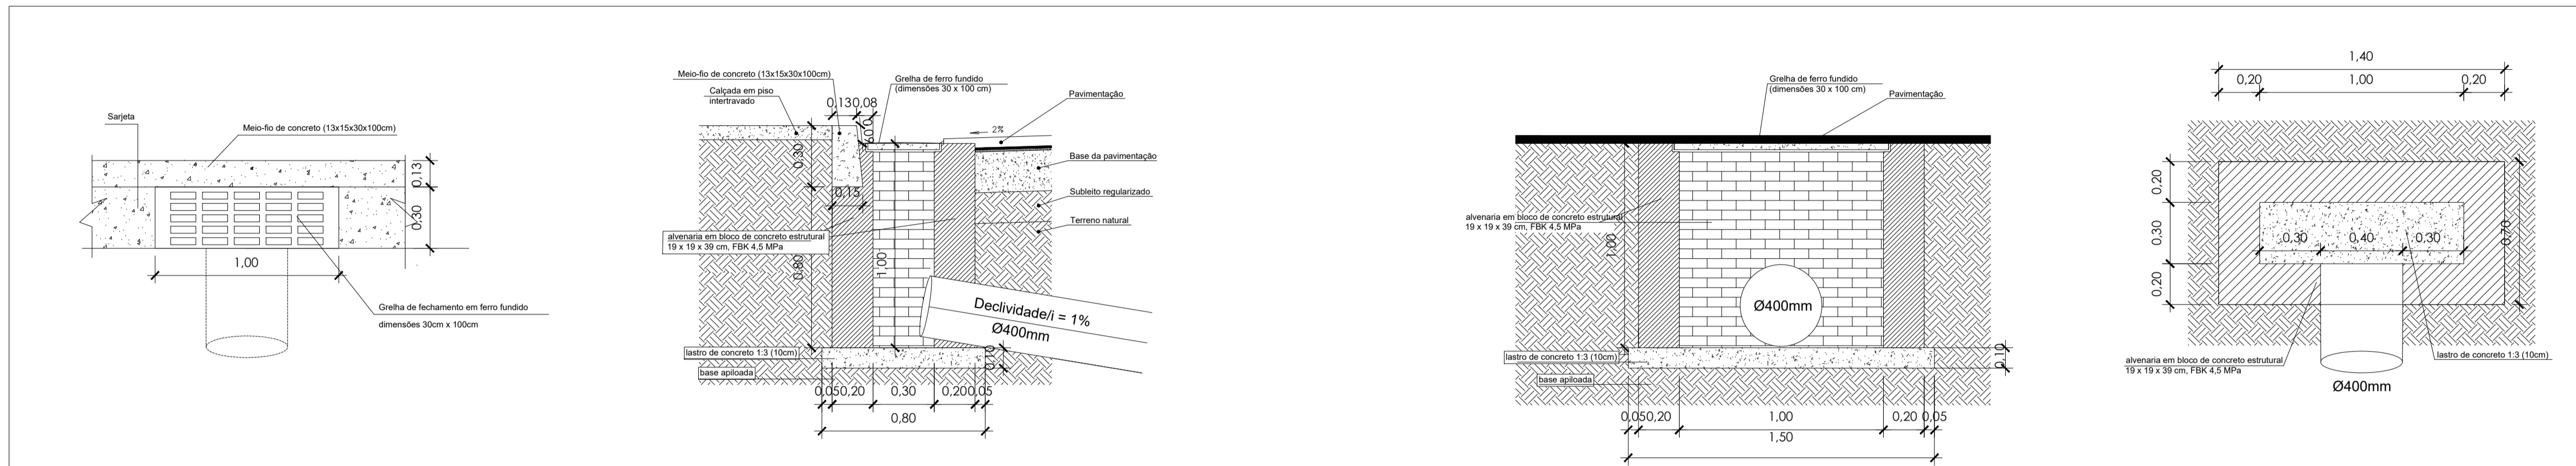 Sarjeta
Meio-fio de concreto (13x15x30x100cm)
0,13
0,30
1,00
Grelha de fechamento em ferro fundido
dimensões 30cm x 100cm
Meio-fio de concreto (13x15x30x100cm)
Calçada em piso
intertravado
Grelha de ferro fundido
(dimensões 30 x 100 cm)
Pavimentação
0,13
0,08
0,09
2%
0,30
Base da pavimentação
0,15
Subleito regularizado
Terreno natural
alvenaria em bloco de concreto estrutural
19 x 19 x 39 cm, FBK 4,5 MPa
0,80
1,00
Declividade/i = 1%
Ø400mm
lastro de concreto 1:3 (10cm)
0,10
base apiloada
0,05
0,20
0,30
0,20
0,05
0,80
Grelha de ferro fundido
(dimensões 30 x 100 cm)
Pavimentação
alvenaria em bloco de concreto estrutural
19 x 19 x 39 cm, FBK 4,5 MPa
1,00
Ø400mm
lastro de concreto 1:3 (10cm)
0,10
base apiloada
0,05
0,20
1,00
0,20
0,05
1,50
1,40
0,20
1,00
0,20
0,20
0,30
0,20
0,30
0,40
0,30
0,70
alvenaria em bloco de concreto estrutural
19 x 19 x 39 cm, FBK 4,5 MPa
lastro de concreto 1:3 (10cm)
Ø400mm